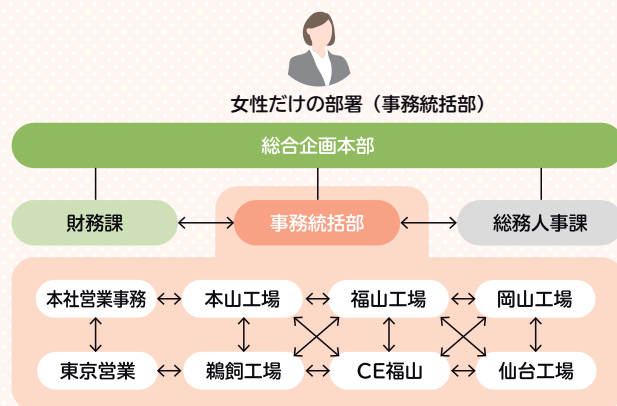 女性だけの部署（事務統括部）
総合企画本部
財務課
事務統括部
総務人事課
本社営業事務
本山工場
福山工場
岡山工場
東京営業
鵜飼工場
CE福山
仙台工場